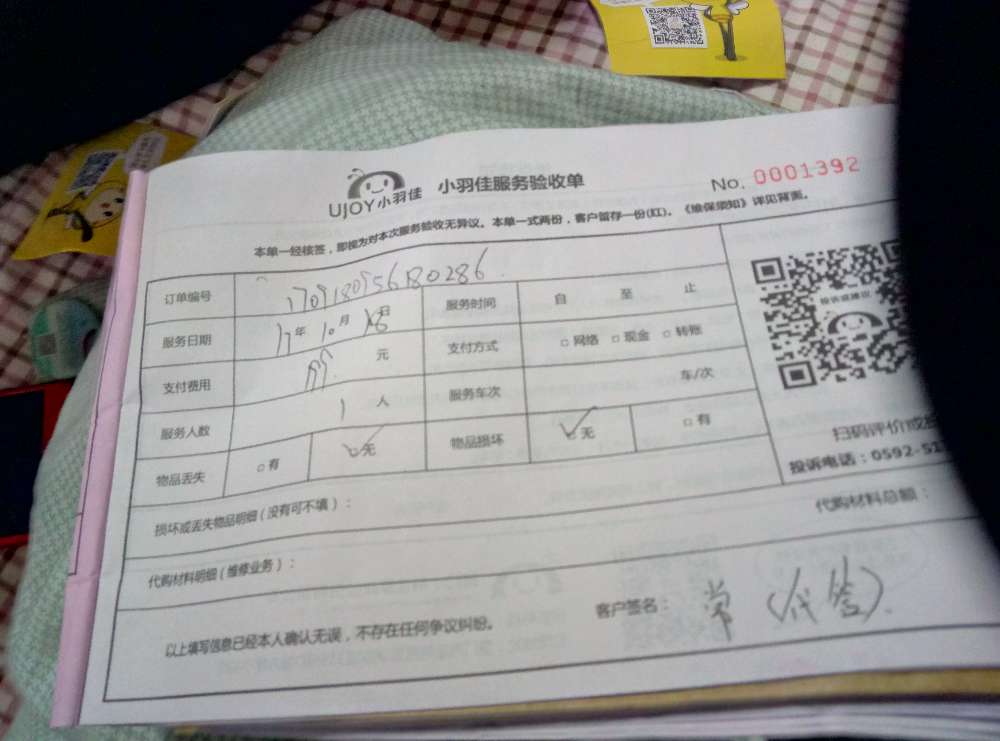 UJOY小羽佳 小羽佳服务验收单 No. 0001392
本单一经核签，即视为对本次服务验收无异议。本单一式两份，客户留存一份(红)。《维保须知》详见背面。
订单编号 1709180956180286 服务时间 自 至 止
服务日期 17年10月18日 支付方式 □网络 □现金 □转账
支付费用 元 服务车次 车/次
服务人数 1人 物品损坏 ☑无 □有
物品丢失 □有 ☑无
投诉或建议
扫码评价或
投诉电话：0592-51
损坏或丢失物品明细（没有可不填）：
代购材料明细（维修业务）： 代购材料总额：
以上填写信息已经本人确认无误，不存在任何争议纠纷。 客户签名： 常（代签）